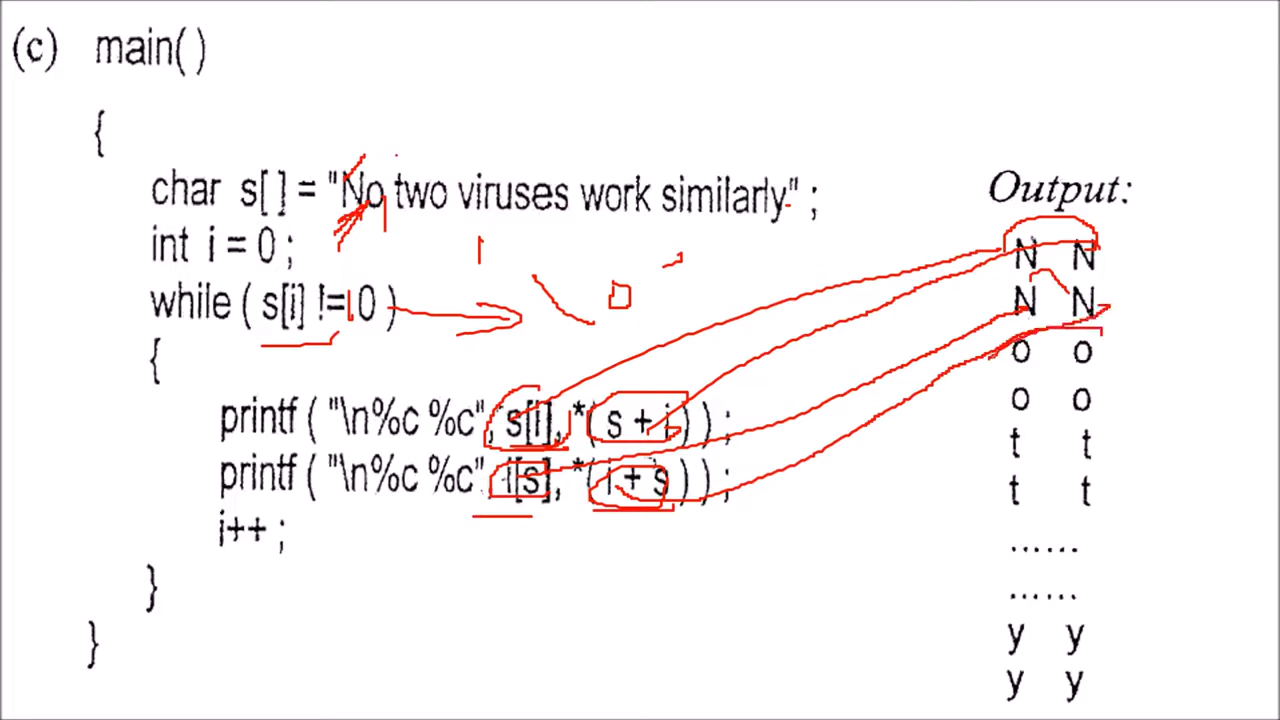 (c) main( )
{
char s[ ] = "No two viruses work similarly" ;
int i = 0 ;
while ( s[i] != 0 )
{
printf ( "\n%c %c", s[i], *( s + i ) ) ;
printf ( "\n%c %c", i[s], *( i + s ) ) ;
i++ ;
}
}
Output:
N N
N N
o o
o o
t t
t t
......
......
y y
y y